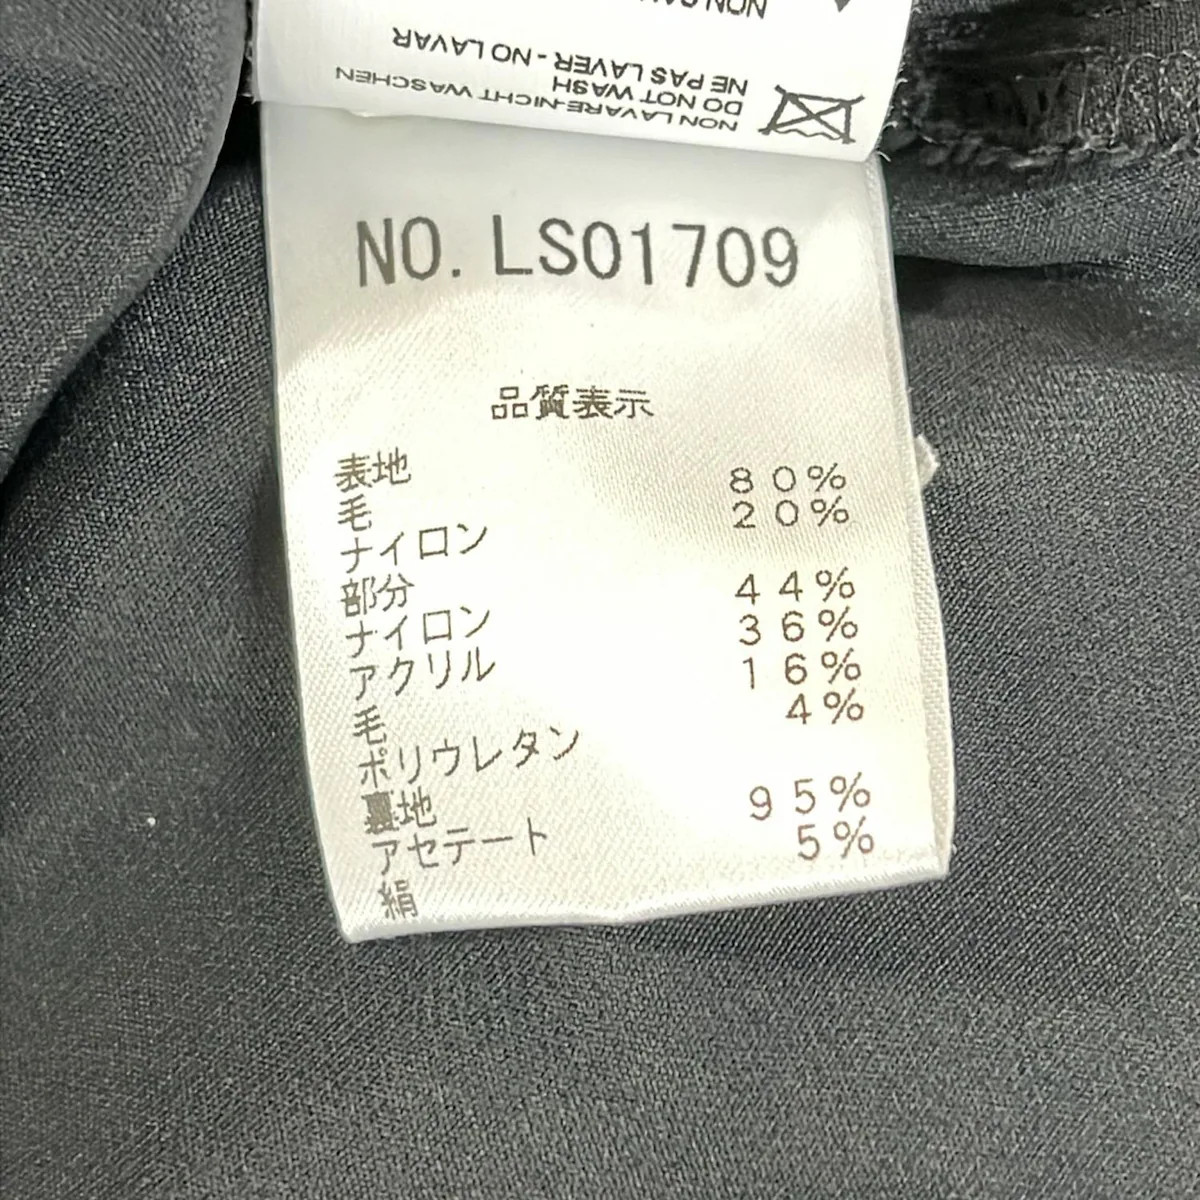 NON LAVARE-NICHT WASCHEN
DO NOT WASH
NE PAS LAVER - NO LAVAR
NO. LS01709
品質表示
表地
毛 80%
ナイロン 20%
部分
ナイロン 44%
アクリル 36%
毛 16%
ポリウレタン 4%
裏地
アセテート 95%
絹 5%